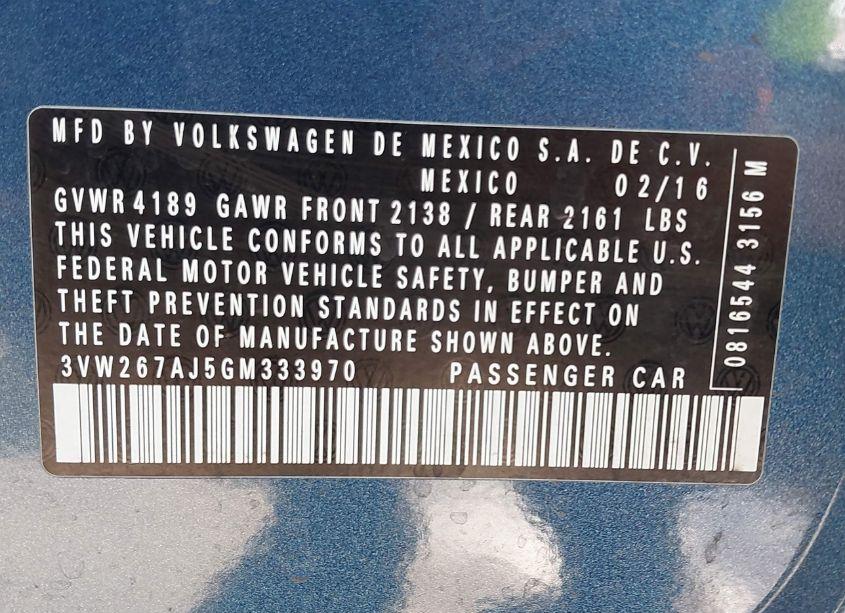 MFD BY VOLKSWAGEN DE MEXICO S.A. DE C.V.
MEXICO 02/16
GVWR 4189 GAWR FRONT 2138 / REAR 2161 LBS
THIS VEHICLE CONFORMS TO ALL APPLICABLE U.S.
FEDERAL MOTOR VEHICLE SAFETY, BUMPER AND
THEFT PREVENTION STANDARDS IN EFFECT ON
THE DATE OF MANUFACTURE SHOWN ABOVE.
3VW267AJ5GM333970 PASSENGER CAR
0816544 3156 M